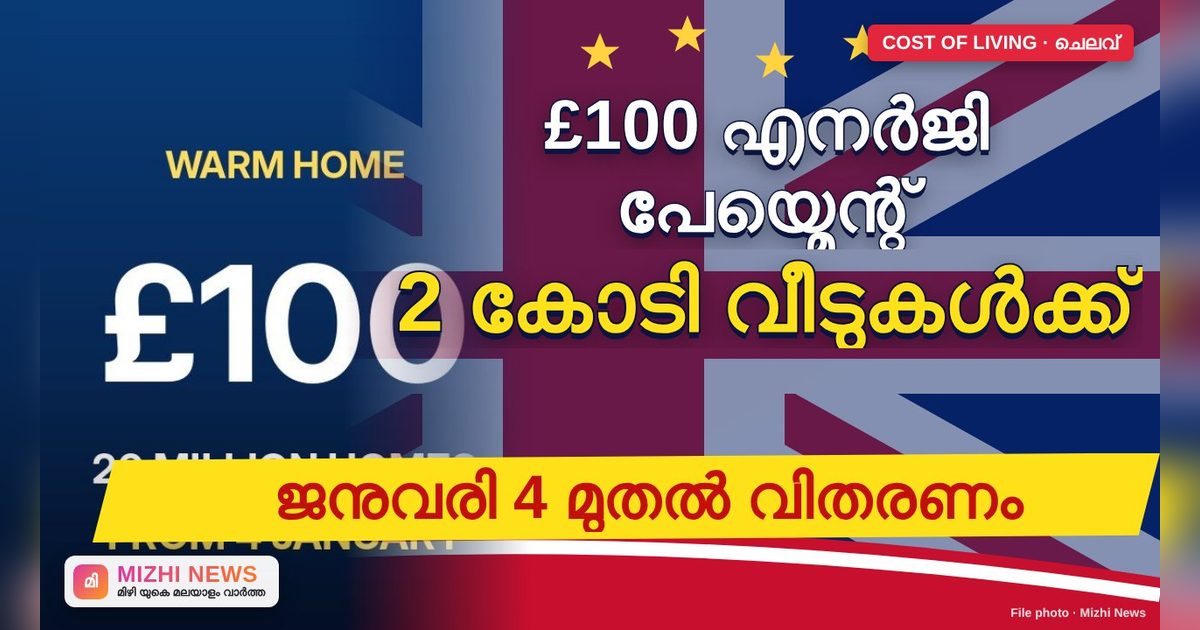 COST OF LIVING · ചെലവ്
£100 എനർജി
പേയ്മെന്റ്
WARM HOME
£100
2 കോടി വീടുകൾക്ക്
ജനുവരി 4 മുതൽ വിതരണം
മി
MIZHI NEWS
മിഴി യുകെ മലയാളം വാർത്ത
File photo · Mizhi News